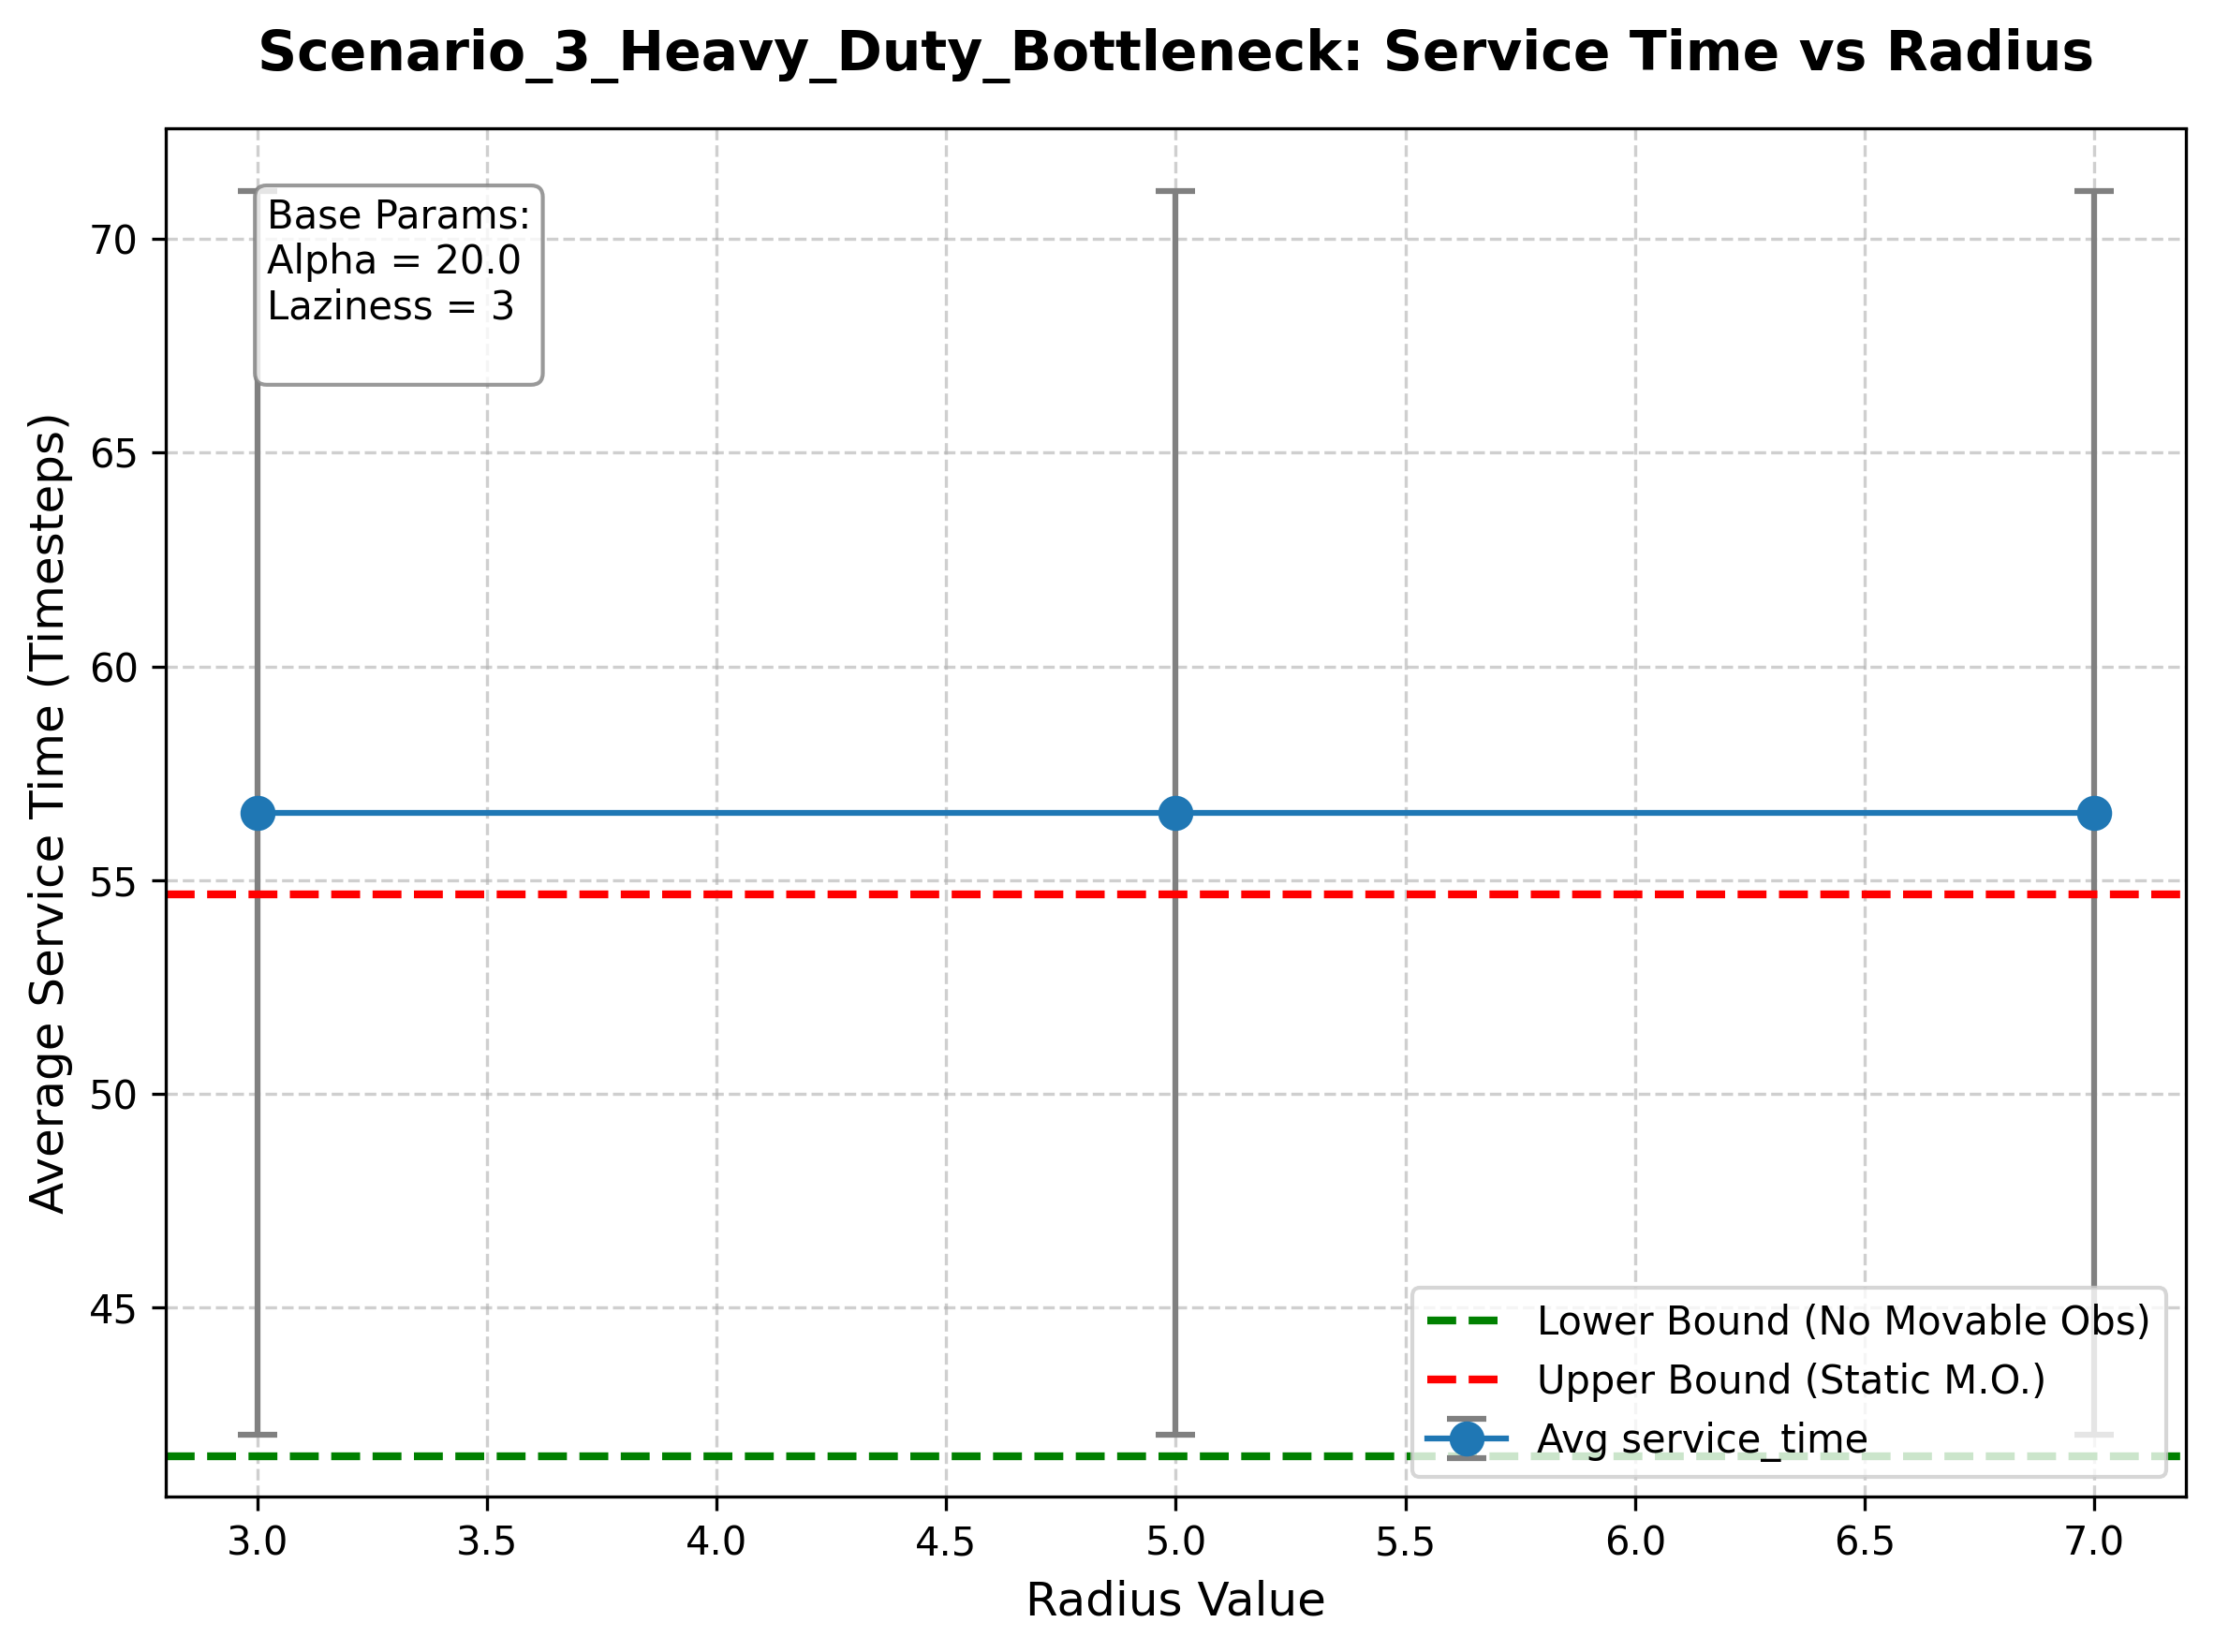 Scenario_3_Heavy_Duty_Bottleneck: Service Time vs Radius
Base Params:
Alpha = 20.0
Laziness = 3
Average Service Time (Timesteps)
70
65
60
55
50
45
Lower Bound (No Movable Obs)
Upper Bound (Static M.O.)
Avg service_time
3.0 3.5 4.0 4.5 5.0 5.5 6.0 6.5 7.0
Radius Value